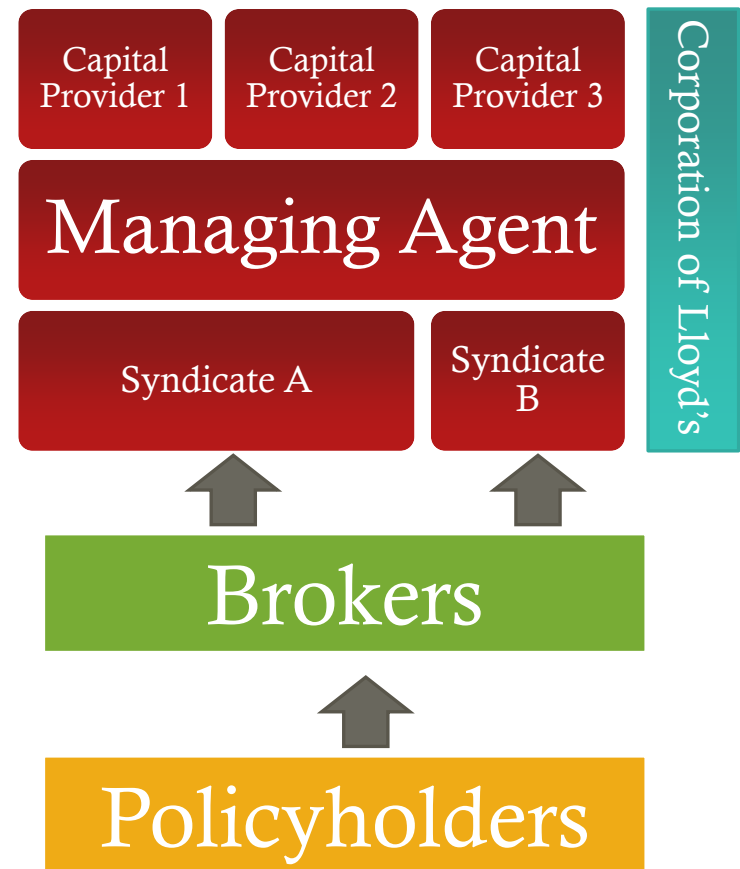 Capital
Provider 1
Capital
Provider 2
Capital
Provider 3
Corporation of Lloyd's
Managing Agent
Syndicate A
Syndicate
B
Brokers
Policyholders